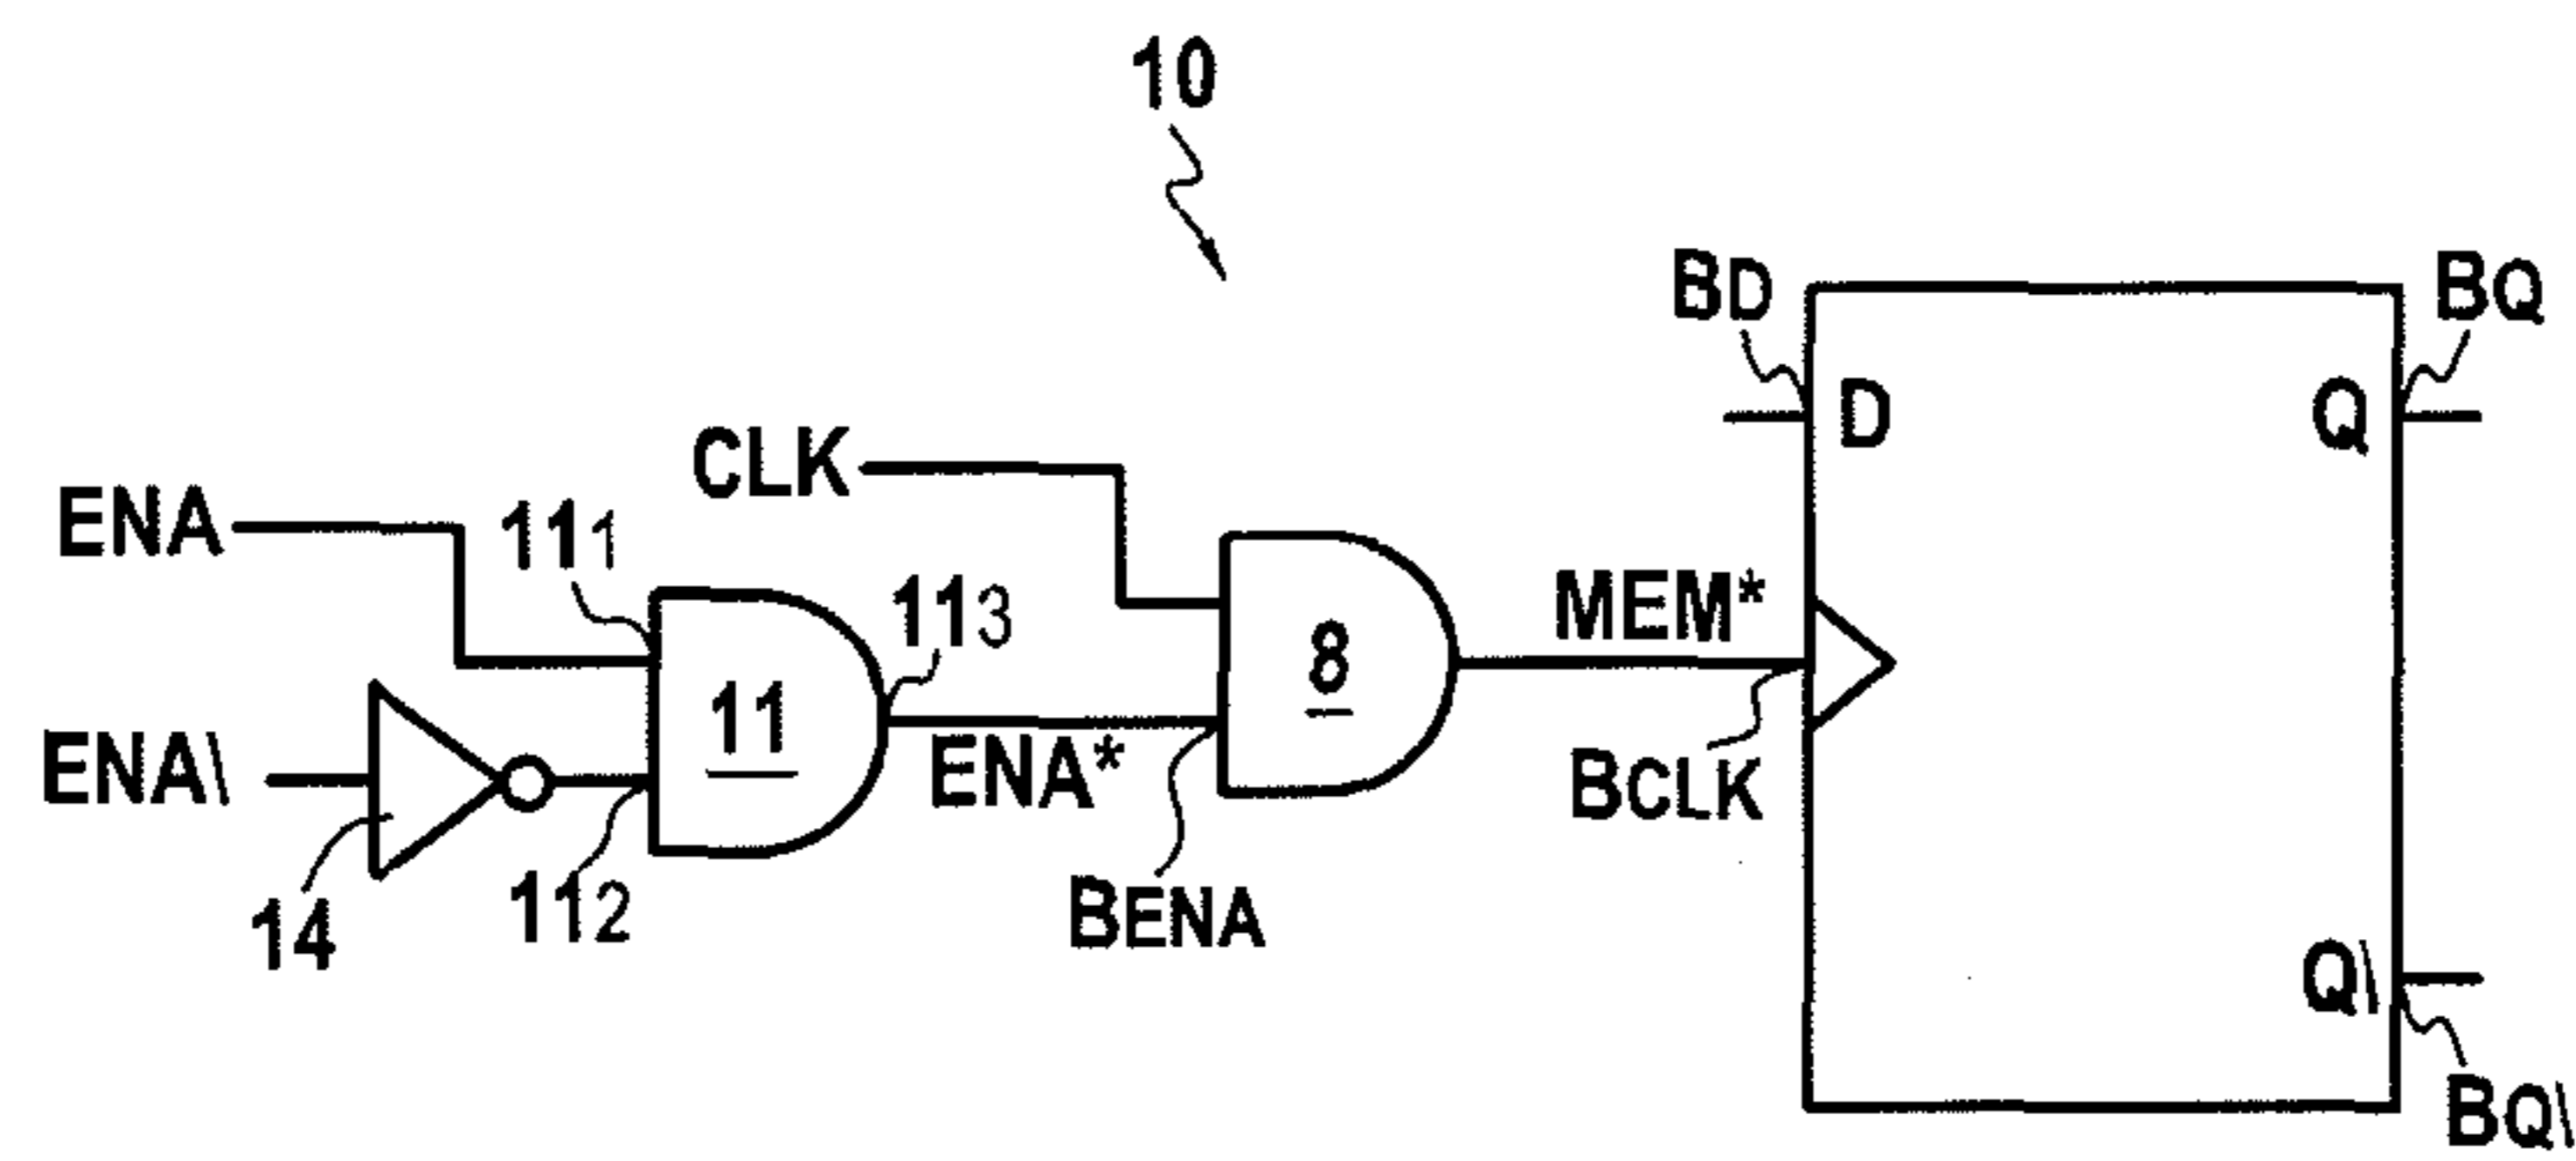 10
BD
BQ
D
Q
CLK
ENA
111
113
MEM*
8
11
ENA\
ENA*
BCLK
14
112
BENA
Q\
BQ\